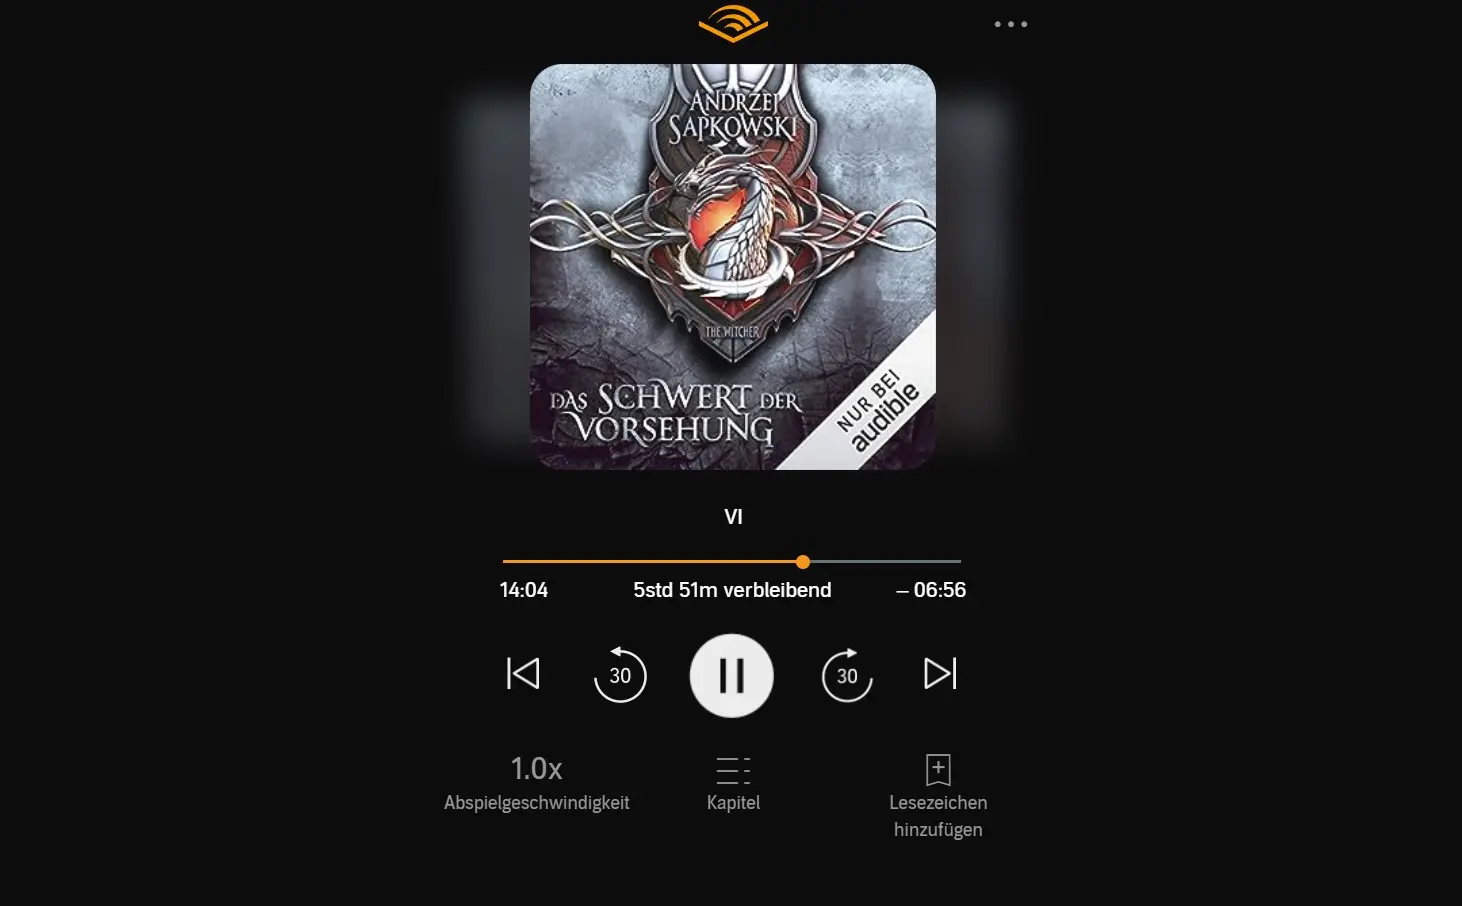 ANDRZEJ
SAPKOWSKI
THE WITCHER
DAS SCHWERT DER
VORSEHUNG
NUR BEI
audible
VI
14:04 5std 51m verbleibend – 06:56
30 30
1.0x
Abspielgeschwindigkeit Kapitel Lesezeichen
hinzufügen